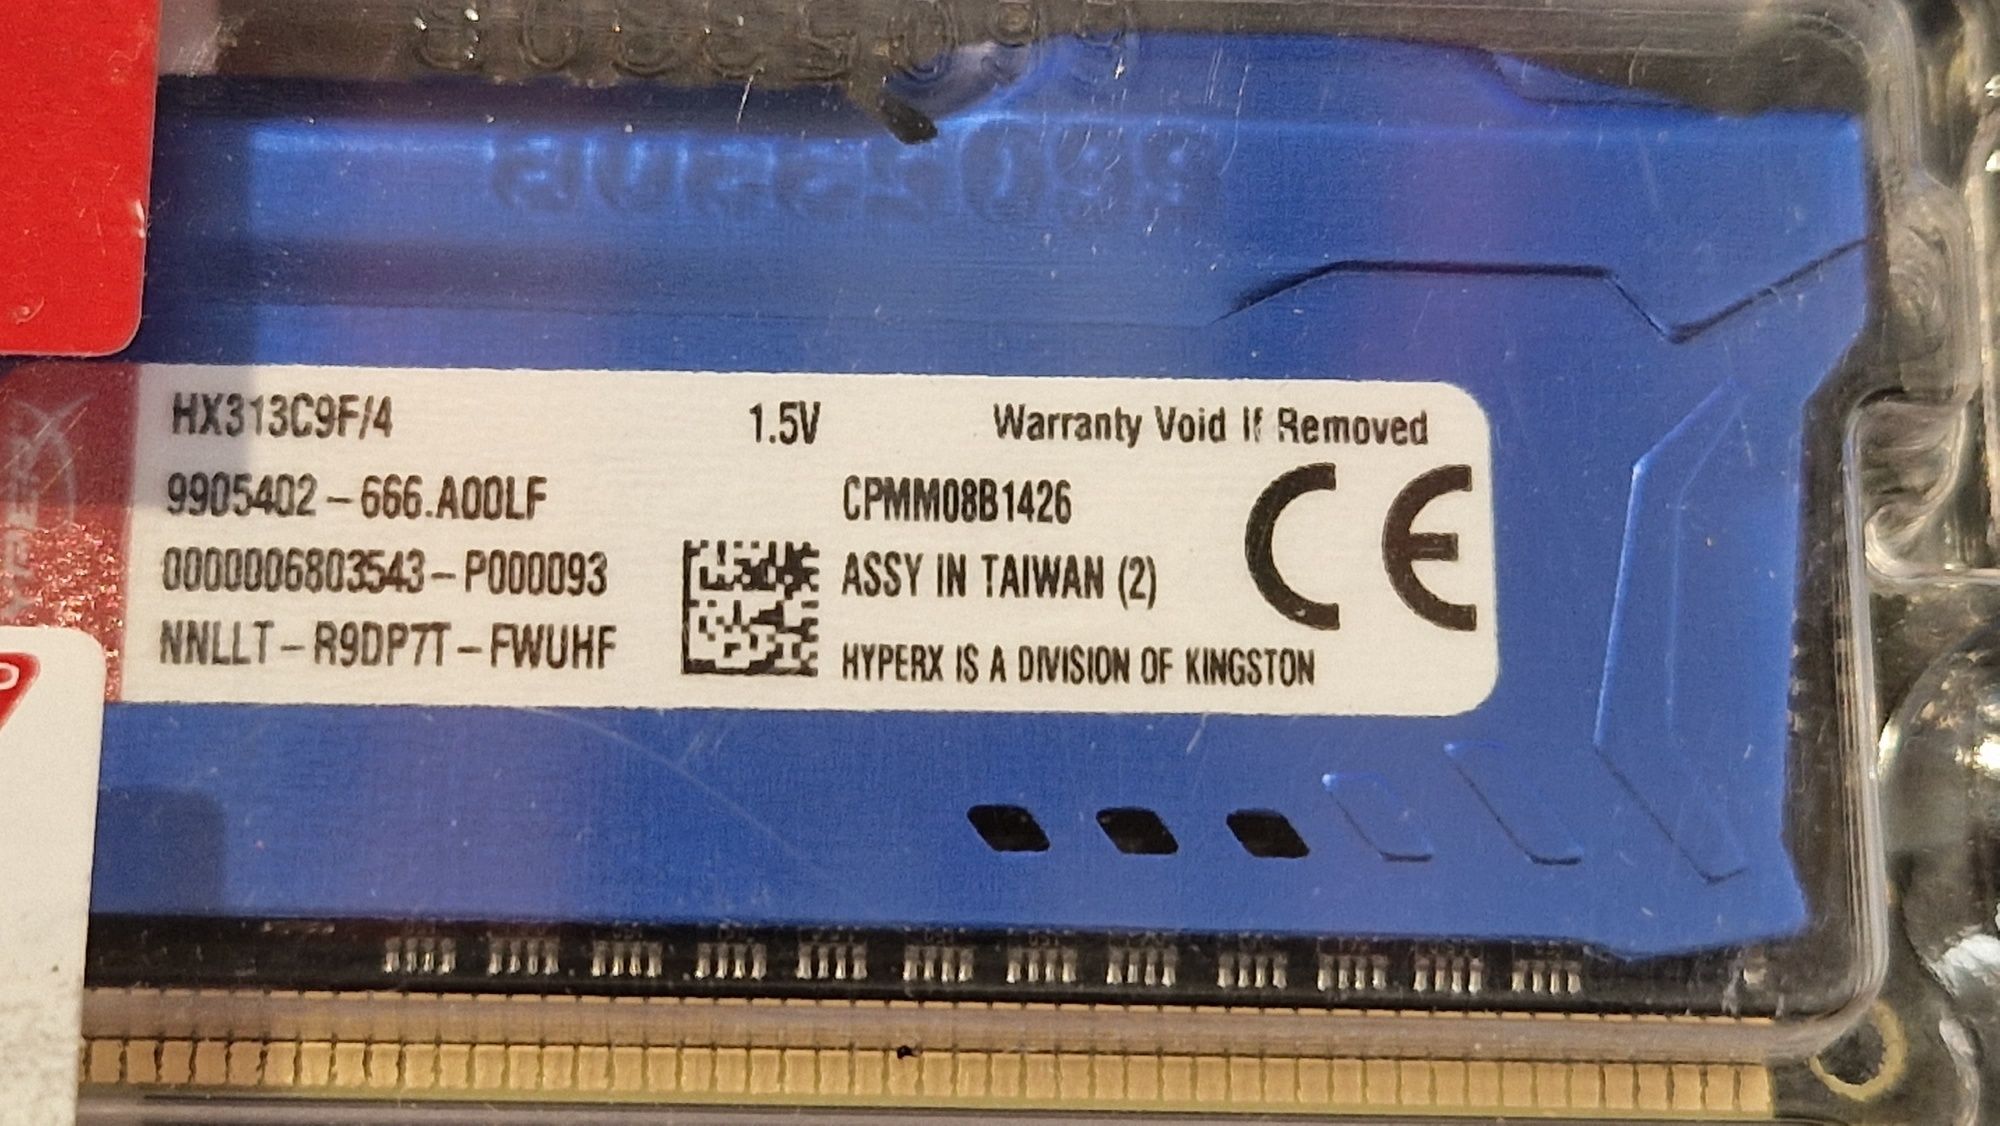 HX313C9F/4 1.5V Warranty Void If Removed
9905402-666.A00LF CPMM08B1426
0000006803543-P000093 ASSY IN TAIWAN (2)
NNLLT-R9DP7T-FWUHF HYPERX IS A DIVISION OF KINGSTON
CE